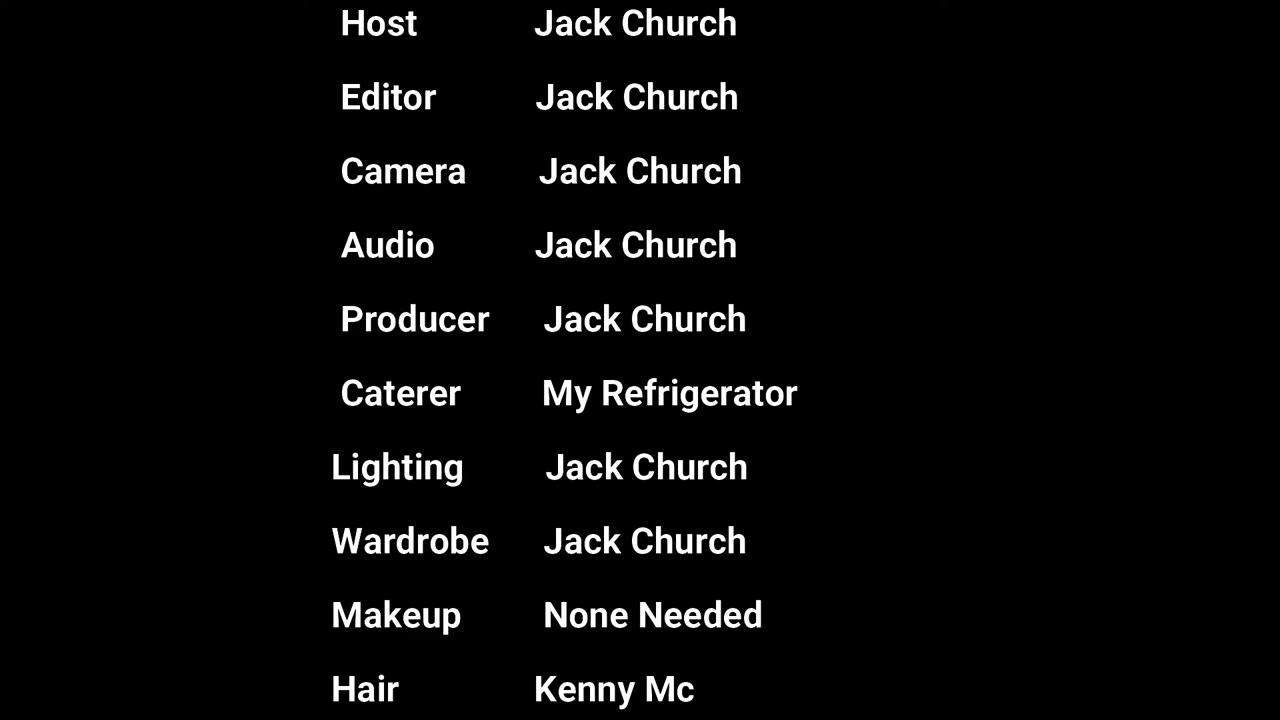 Host Jack Church
Editor Jack Church
Camera Jack Church
Audio Jack Church
Producer Jack Church
Caterer My Refrigerator
Lighting Jack Church
Wardrobe Jack Church
Makeup None Needed
Hair Kenny Mc